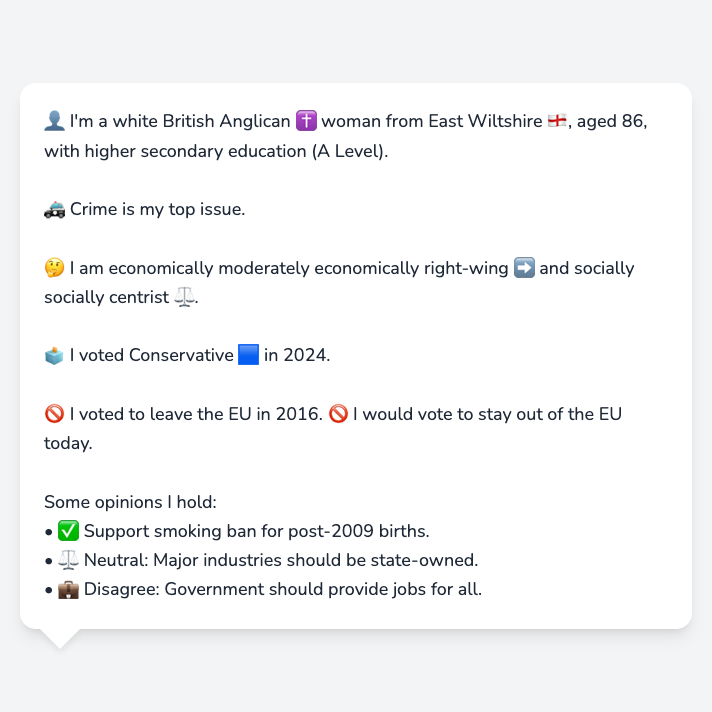 👤 I'm a white British Anglican ✝️ woman from East Wiltshire 🏴󠁧󠁢󠁥󠁮󠁧󠁿, aged 86,
with higher secondary education (A Level).
🚓 Crime is my top issue.
🤔 I am economically moderately economically right-wing ➡️ and socially
socially centrist ⚖️.
🗳️ I voted Conservative 🟦 in 2024.
🚫 I voted to leave the EU in 2016. 🚫 I would vote to stay out of the EU
today.
Some opinions I hold:
• ✅ Support smoking ban for post-2009 births.
• ⚖️ Neutral: Major industries should be state-owned.
• 💼 Disagree: Government should provide jobs for all.